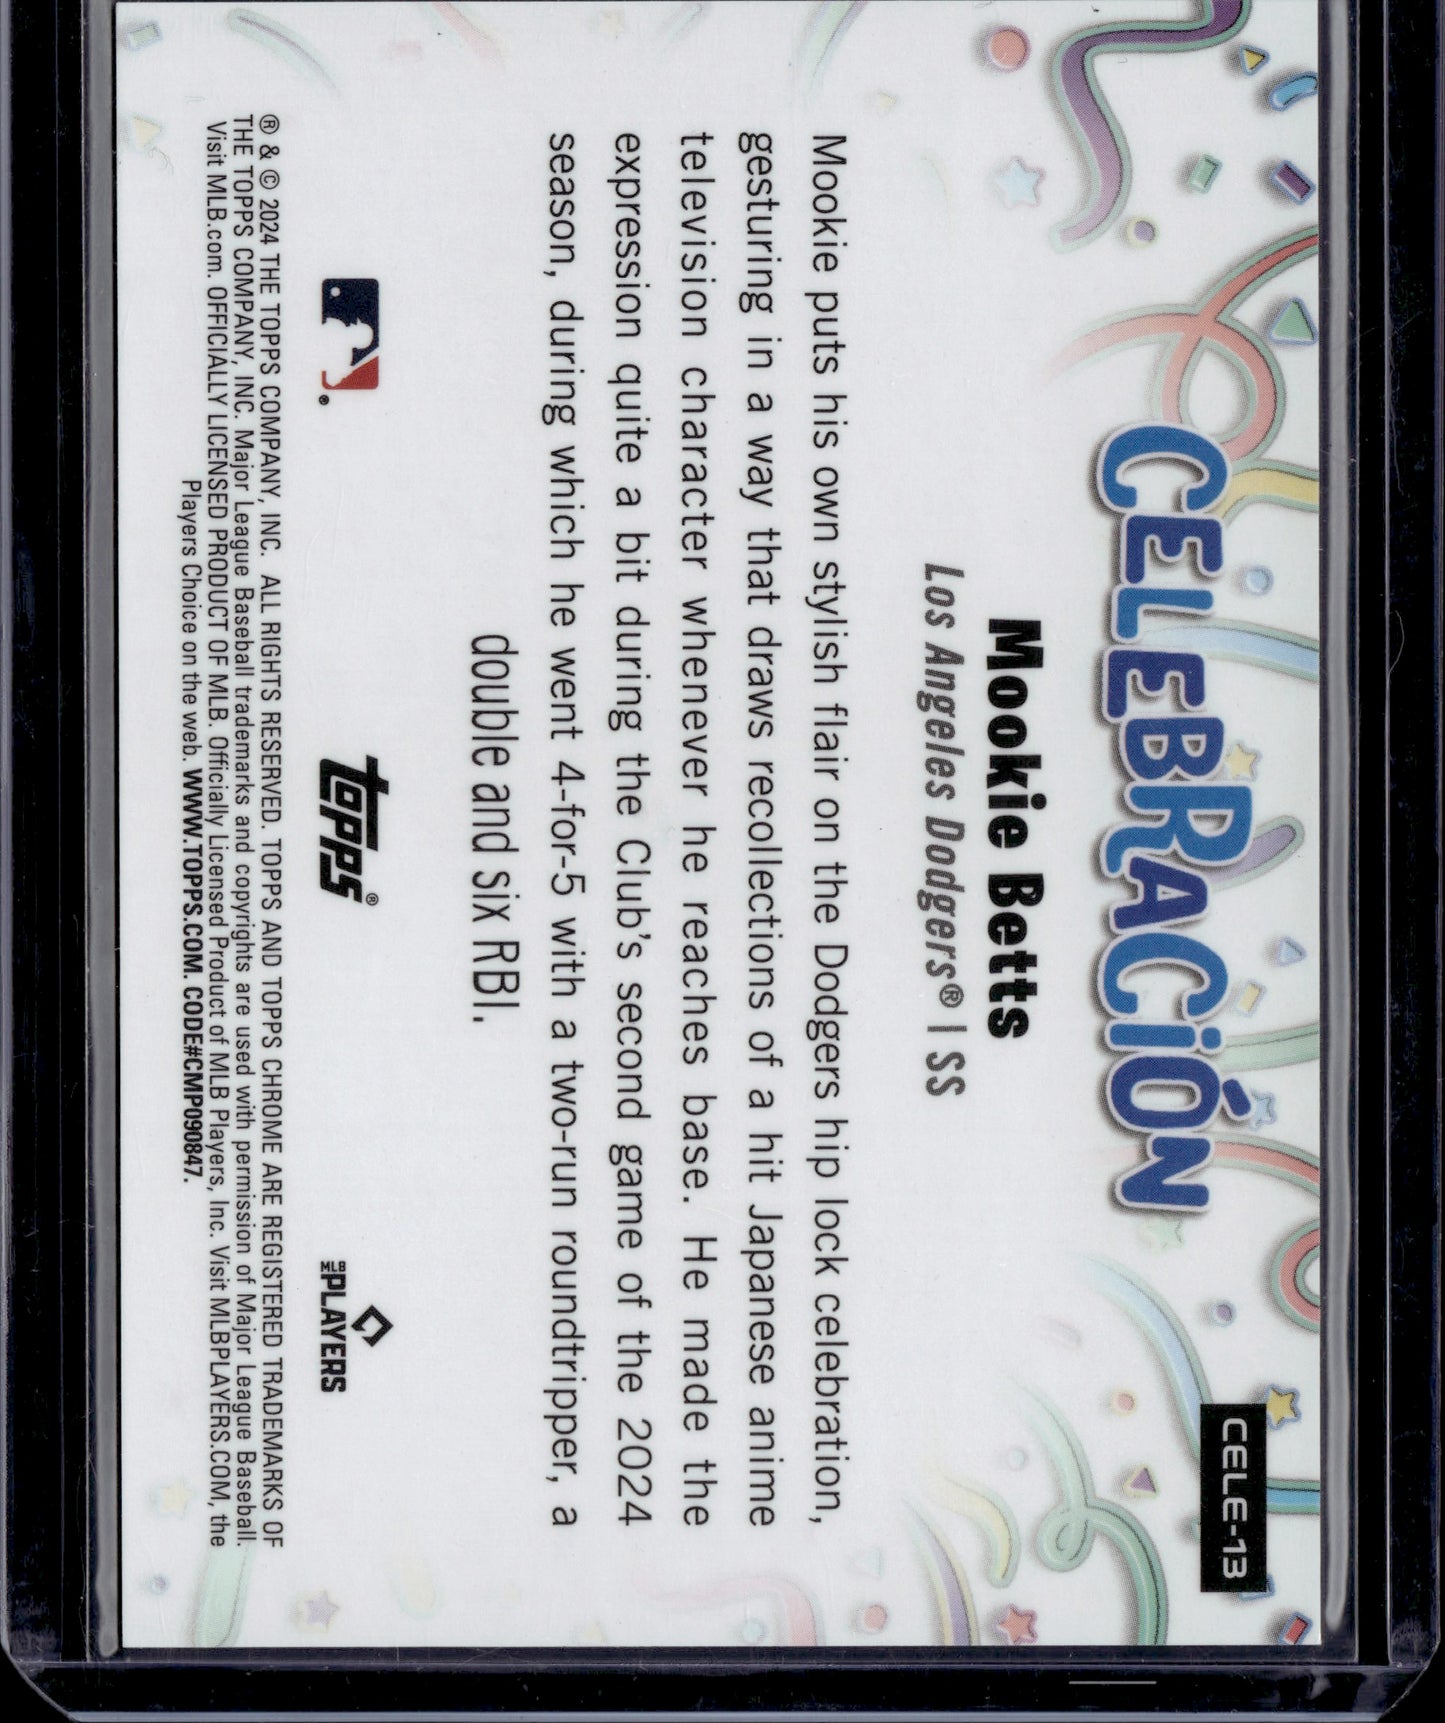 CELEBRACIÓN
CELE-13
Mookie Betts
Los Angeles Dodgers® | SS
Mookie puts his own stylish flair on the Dodgers hip lock celebration,
gesturing in a way that draws recollections of a hit Japanese anime
television character whenever he reaches base. He made the
expression quite a bit during the Club's second game of the 2024
season, during which he went 4-for-5 with a two-run roundtripper, a
double and six RBI.
®
topps®
MLB PLAYERS
® & © 2024 THE TOPPS COMPANY, INC. ALL RIGHTS RESERVED. TOPPS AND TOPPS CHROME ARE REGISTERED TRADEMARKS OF
THE TOPPS COMPANY, INC. Major League Baseball trademarks and copyrights are used with permission of Major League Baseball.
Visit MLB.com. OFFICIALLY LICENSED PRODUCT OF MLB. Officially Licensed Product of MLB Players, Inc. Visit MLBPLAYERS.COM, the
Players Choice on the web. WWW.TOPPS.COM. CODE#CMP090847.